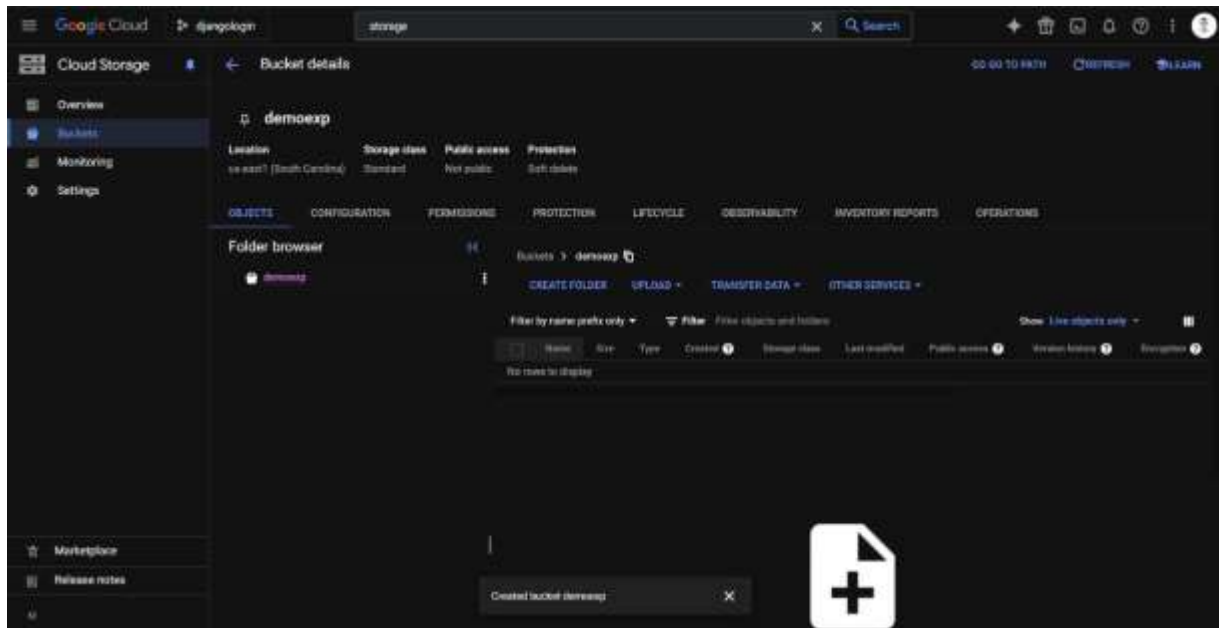 Google Cloud djangologin storage Search
Cloud Storage Bucket details GO TO PATH REFRESH LEARN
Overview
demoexp
Buckets
Location Storage class Public access Protection
Monitoring
us-east1 (South Carolina) Standard Not public Soft delete
Settings
OBJECTS CONFIGURATION PERMISSIONS PROTECTION LIFECYCLE OBSERVABILITY INVENTORY REPORTS OPERATIONS
Folder browser
Buckets > demoexp
demoexp
CREATE FOLDER UPLOAD TRANSFER DATA OTHER SERVICES
Filter by name prefix only Filter Filter objects and folders Show Live objects only
Name Size Type Created Storage class Last modified Public access Version history Encryption
No rows to display
Marketplace
Release notes
Created bucket demoexp